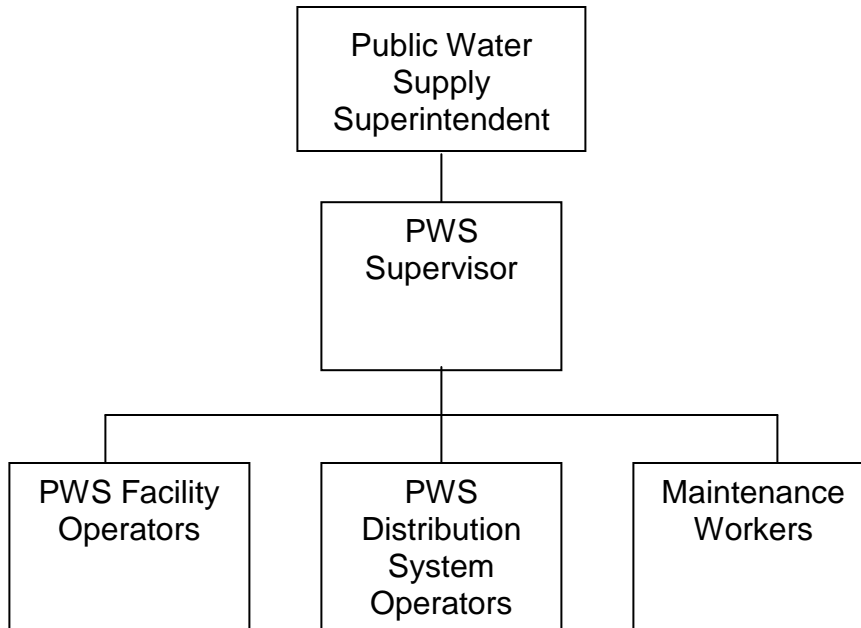 Public Water
Supply
Superintendent
PWS
Supervisor
PWS Facility
Operators
PWS
Distribution
System
Operators
Maintenance
Workers